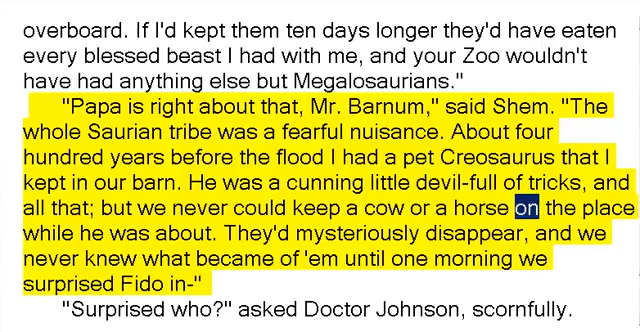 overboard. If I'd kept them ten days longer they'd have eaten
every blessed beast I had with me, and your Zoo wouldn't
have had anything else but Megalosaurians."
"Papa is right about that, Mr. Barnum," said Shem. "The
whole Saurian tribe was a fearful nuisance. About four
hundred years before the flood I had a pet Creosaurus that I
kept in our barn. He was a cunning little devil-full of tricks, and
all that; but we never could keep a cow or a horse on the place
while he was about. They'd mysteriously disappear, and we
never knew what became of 'em until one morning we
surprised Fido in-"
"Surprised who?" asked Doctor Johnson, scornfully.